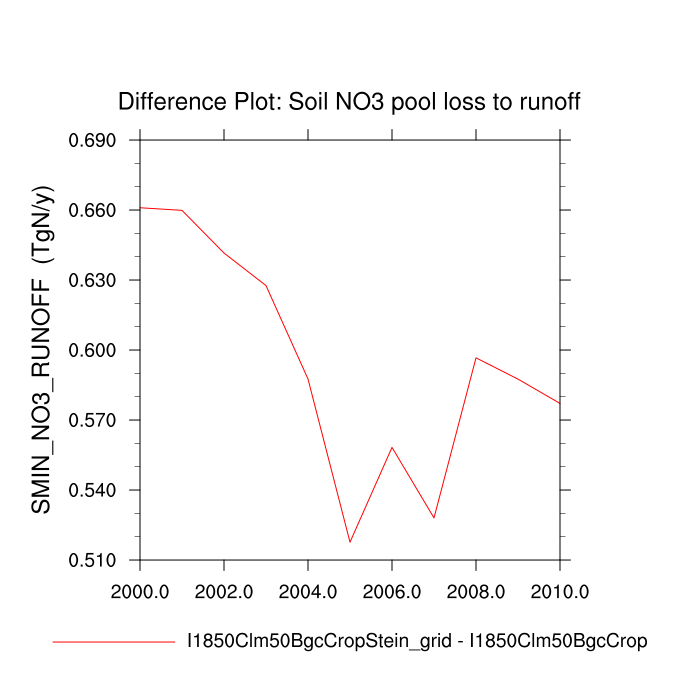 Difference Plot: Soil NO3 pool loss to runoff
SMIN_NO3_RUNOFF (TgN/y)
0.690
0.660
0.630
0.600
0.570
0.540
0.510
2000.0 2002.0 2004.0 2006.0 2008.0 2010.0
I1850Clm50BgcCropStein_grid - I1850Clm50BgcCrop